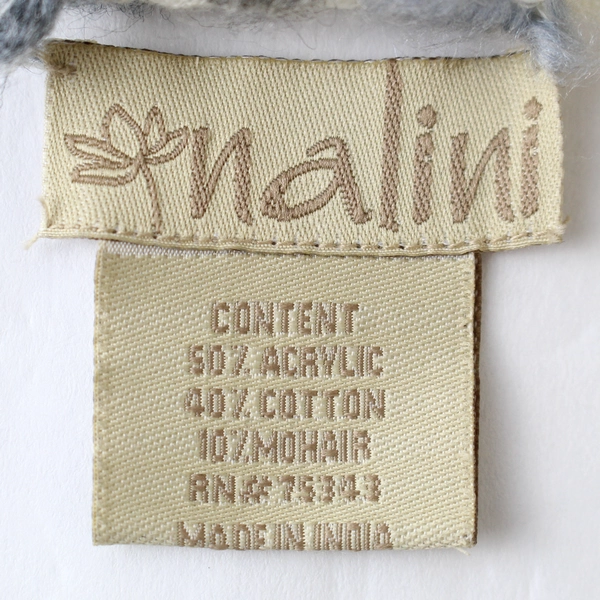 nalini
CONTENT
50% ACRYLIC
40% COTTON
10% MOHAIR
RN# 75343
MADE IN INDIA